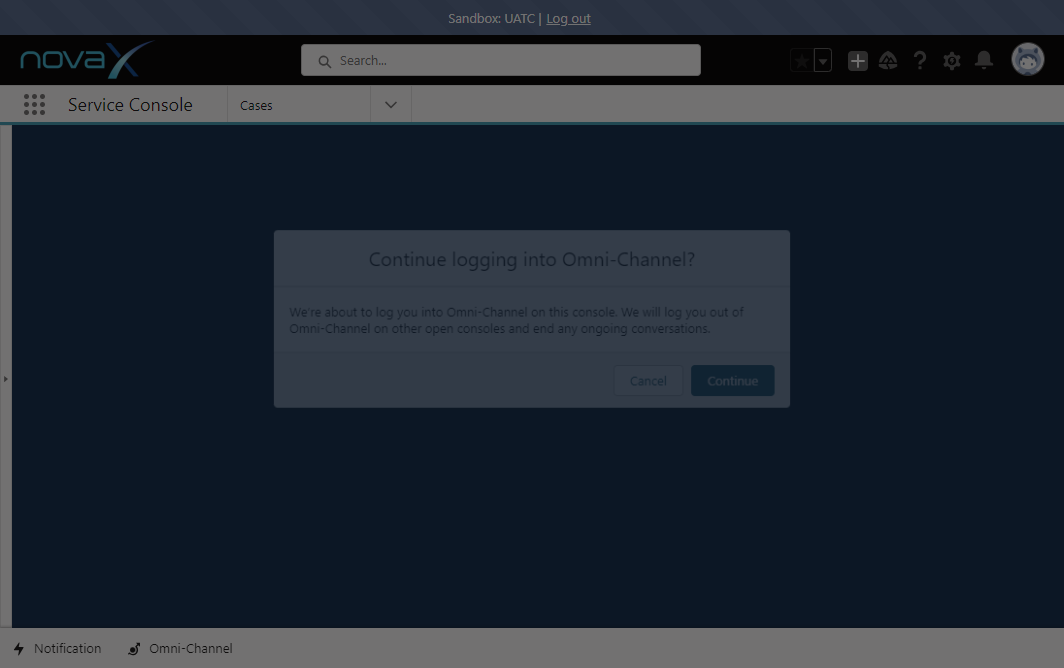 Sandbox: UATC | Log out
novaX
Search...
Service Console
Cases
Continue logging into Omni-Channel?
We're about to log you into Omni-Channel on this console. We will log you out of
Omni-Channel on other open consoles and end any ongoing conversations.
Cancel
Continue
Notification
Omni-Channel